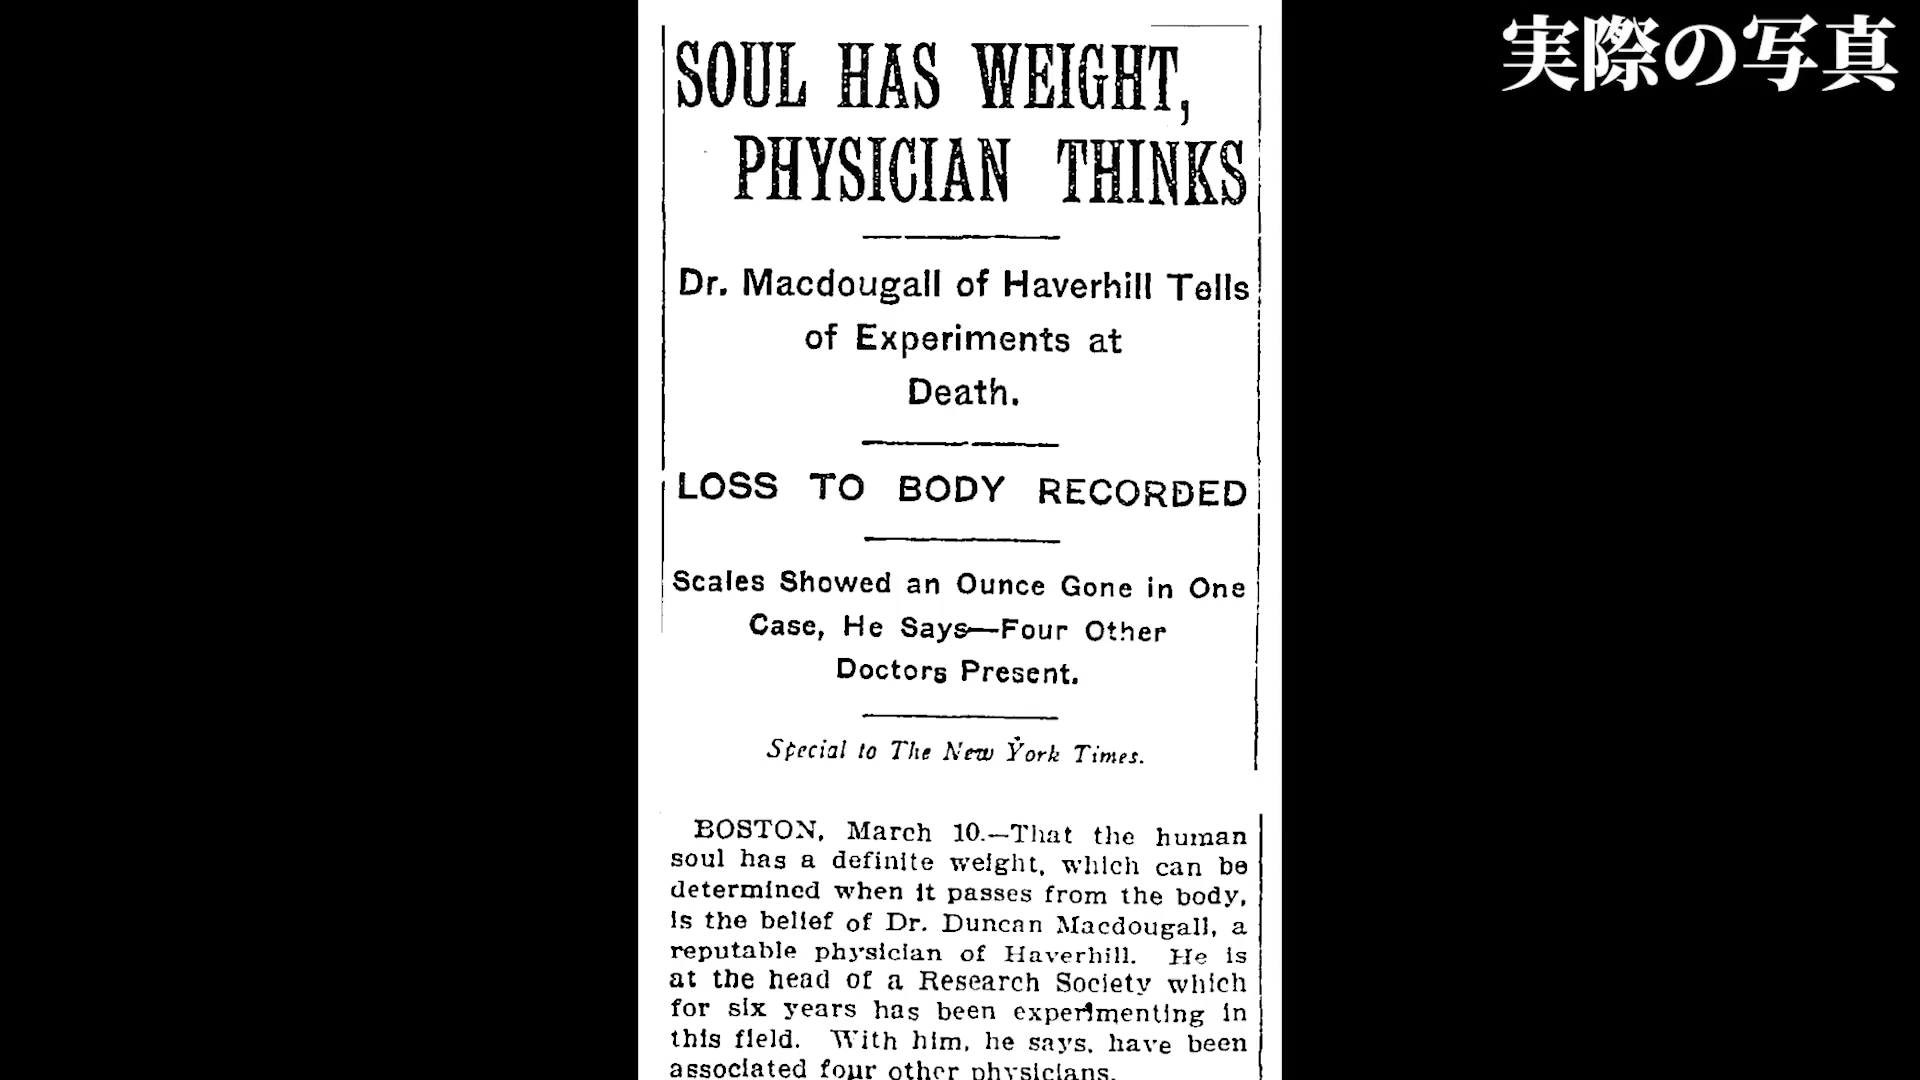 実際の写真
SOUL HAS WEIGHT,
PHYSICIAN THINKS
Dr. Macdougall of Haverhill Tells
of Experiments at
Death.
LOSS TO BODY RECORDED
Scales Showed an Ounce Gone in One
Case, He Says—Four Other
Doctors Present.
Special to The New York Times.
BOSTON, March 10.—That the human
soul has a definite weight, which can be
determined when it passes from the body,
is the belief of Dr. Duncan Macdougall, a
reputable physician of Haverhill. He is
at the head of a Research Society which
for six years has been experimenting in
this field. With him, he says, have been
associated four other physicians.